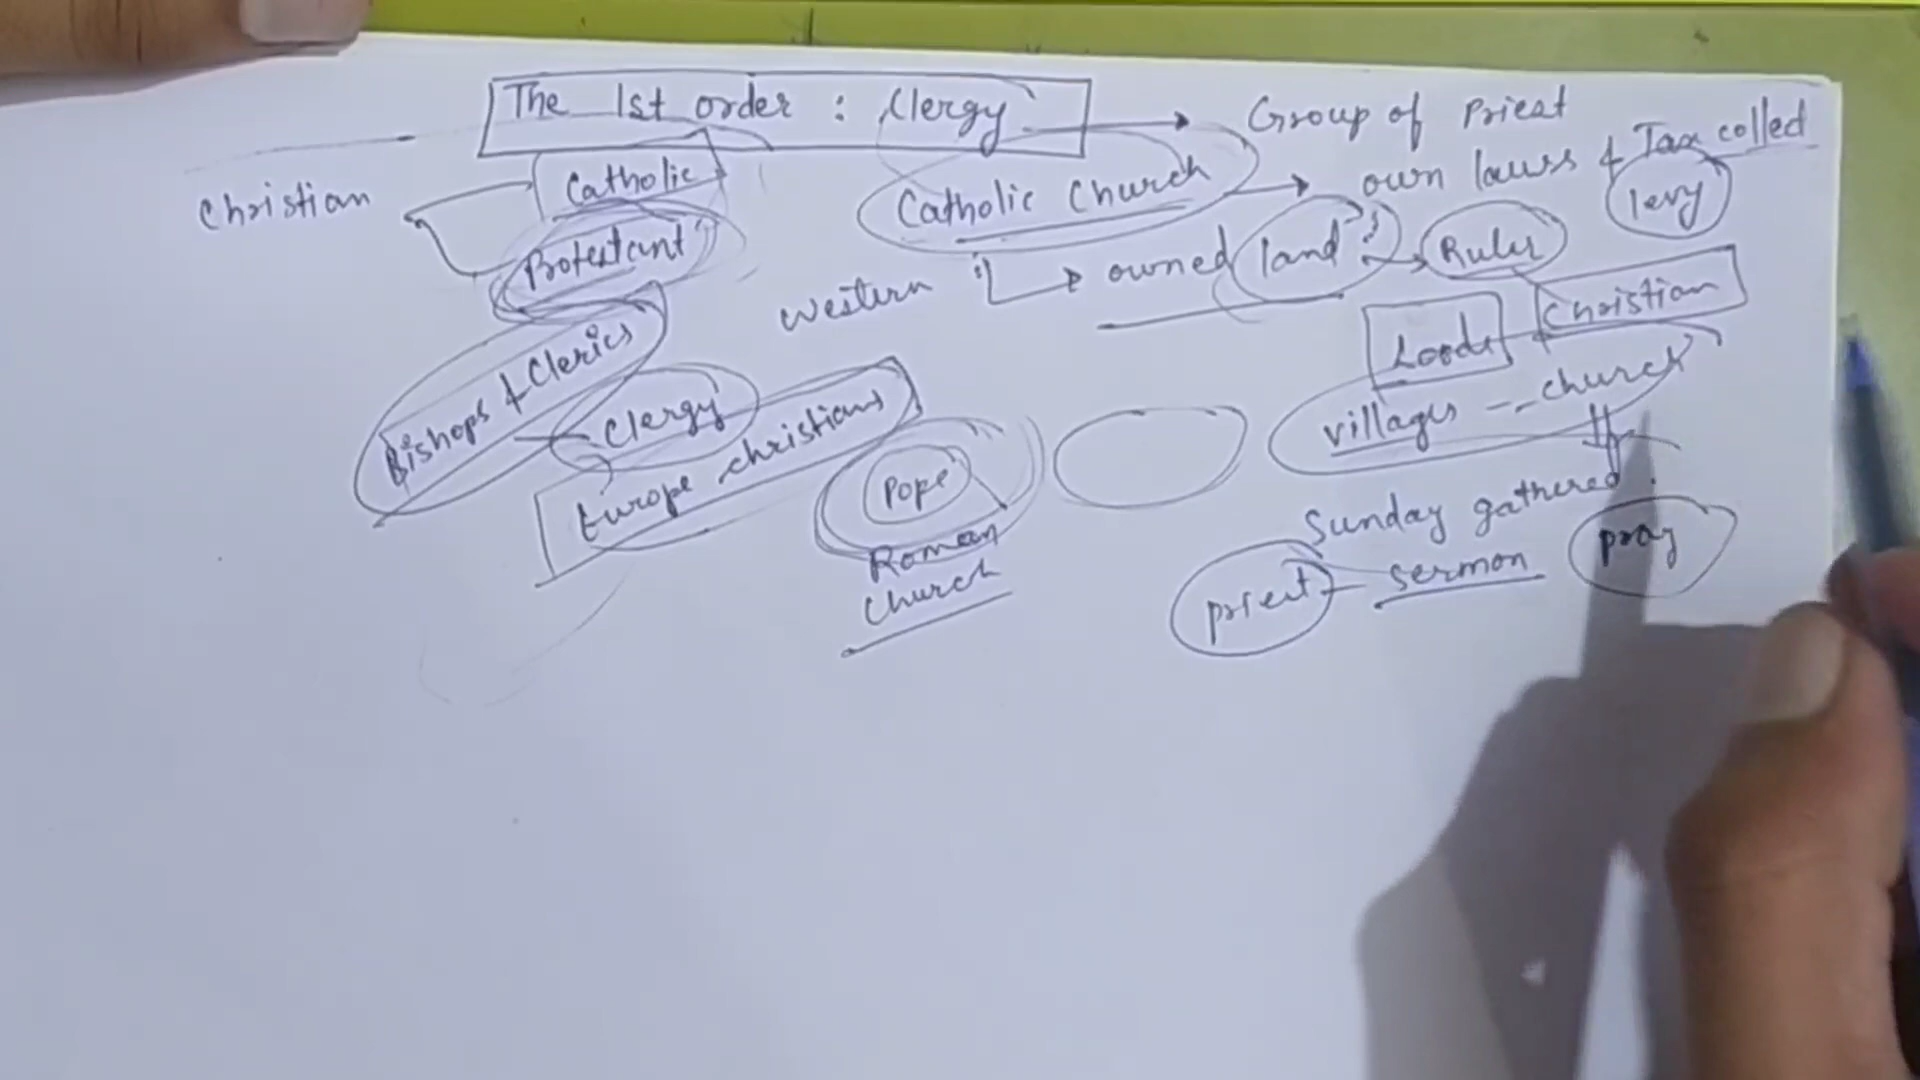 The 1st order : Clergy
Group of Priest
own laws & Tax colled
levy
Christian
Catholic
Protestant
Catholic Church
western
owned land
Ruler
Christian
Lords
Bishops & Clerics
Clergy
Europe christians
Pope
Roman
church
villages - church
Sunday gathered
pray
priest - sermon